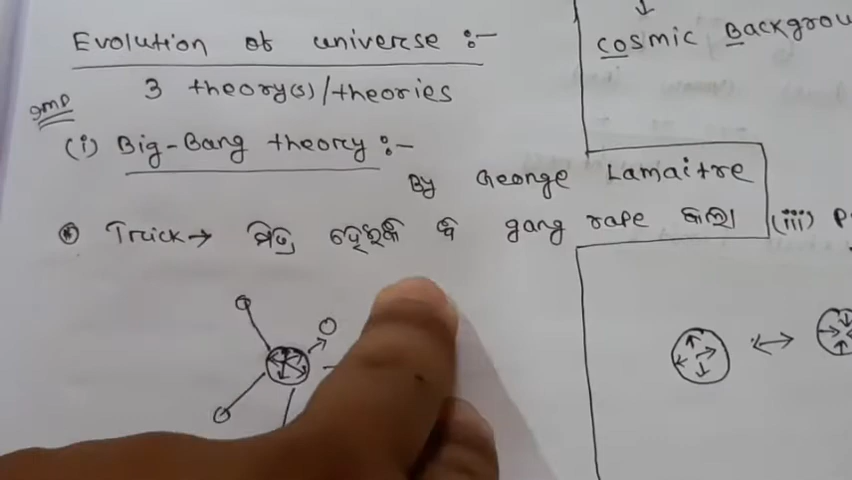 Evolution of universe :-
3 theory(s)/theories
Imp
(i) Big-Bang theory :-
By George Lamaitre
Trick → ଗାଙ୍ଗ gang rape କଲା
cosmic Backgrou
(iii) P